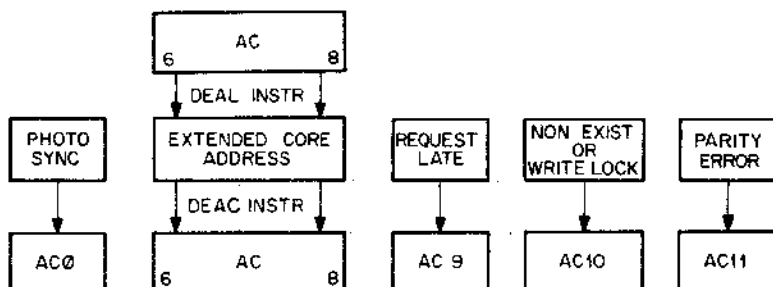 AC
6 8
DEAL INSTR
PHOTO
SYNC
EXTENDED CORE
ADDRESS
REQUEST
LATE
NON EXIST
OR
WRITE LOCK
PARITY
ERROR
DEAC INSTR
AC0
AC
6 8
AC 9
AC10
AC11